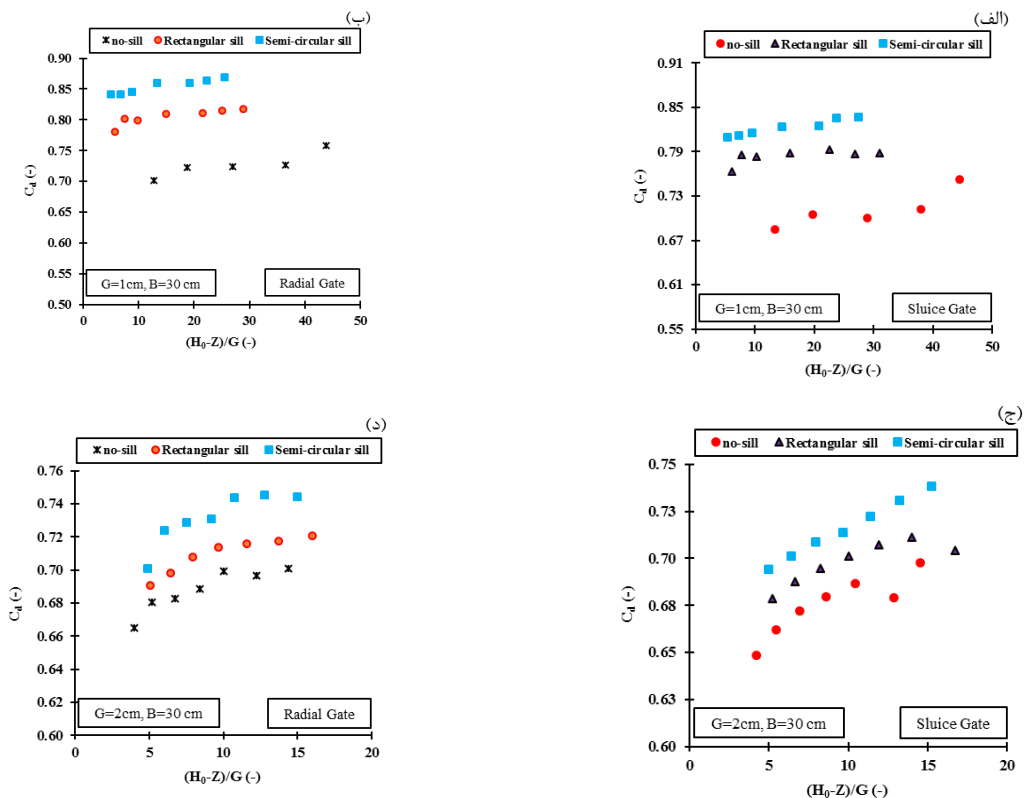 (الف)
no-sill Rectangular sill Semi-circular sill
0.91
0.85
0.79
0.73
0.67
0.61
0.55
C_d (-)
G=1cm, B=30 cm
Sluice Gate
0 10 20 30 40 50
(H₀-Z)/G (-)
(ب)
no-sill Rectangular sill Semi-circular sill
0.90
0.85
0.80
0.75
0.70
0.65
0.60
0.55
0.50
C_d (-)
G=1cm, B=30 cm
Radial Gate
0 10 20 30 40 50
(H₀-Z)/G (-)
(ج)
no-sill Rectangular sill Semi-circular sill
0.75
0.73
0.70
0.68
0.65
0.63
0.60
C_d (-)
G=2cm, B=30 cm
Sluice Gate
0 5 10 15 20
(H₀-Z)/G (-)
(د)
no-sill Rectangular sill Semi-circular sill
0.76
0.74
0.72
0.70
0.68
0.66
0.64
0.62
0.60
C_d (-)
G=2cm, B=30 cm
Radial Gate
0 5 10 15 20
(H₀-Z)/G (-)